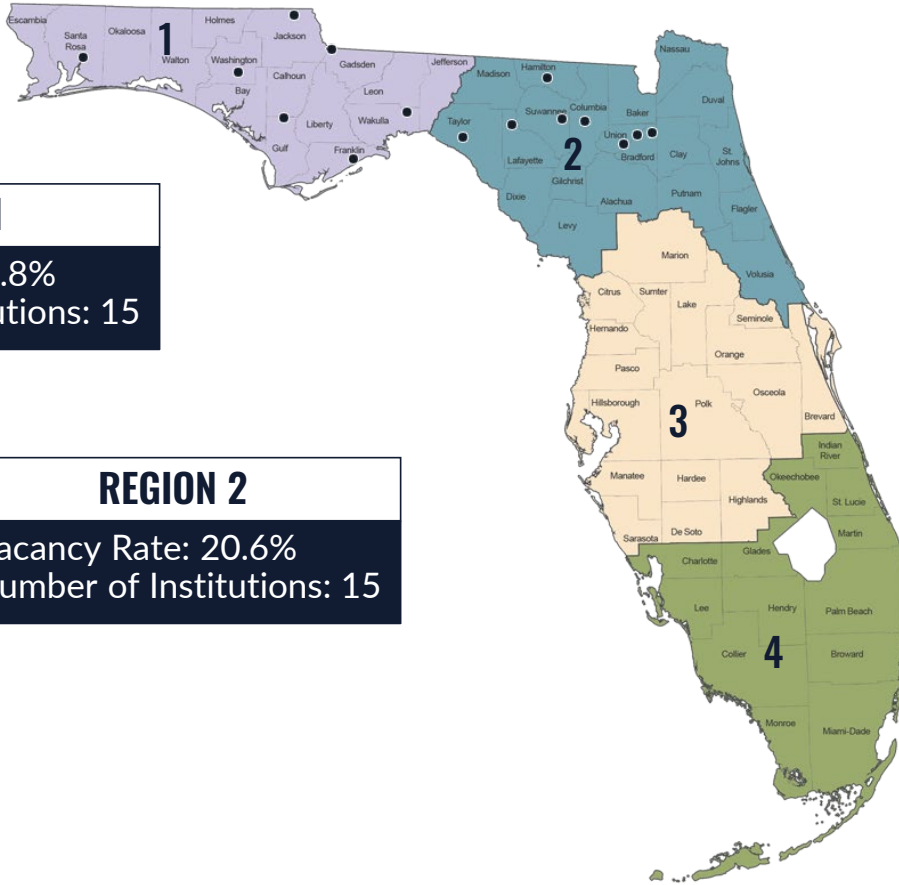 Escambia
Santa
Rosa
Okaloosa
1
Walton
Holmes
Washington
Bay
Jackson
Calhoun
Gulf
Liberty
Gadsden
Leon
Wakulla
Franklin
Jefferson
Madison
Taylor
Hamilton
Suwannee
Columbia
Lafayette
Dixie
Gilchrist
2
Levy
Alachua
Union
Bradford
Baker
Nassau
Duval
Clay
St.
Johns
Putnam
Flagler
Volusia
.8%
utions: 15
REGION 2
acancy Rate: 20.6%
umber of Institutions: 15
Marion
Citrus
Sumter
Lake
Hernando
Seminole
Orange
Pasco
Osceola
Hillsborough
Polk
3
Brevard
Manatee
Hardee
Highlands
Sarasota
De Soto
Indian
River
Okeechobee
St. Lucie
Martin
Glades
Charlotte
Lee
Hendry
Palm Beach
Collier
4
Broward
Monroe
Miami-Dade